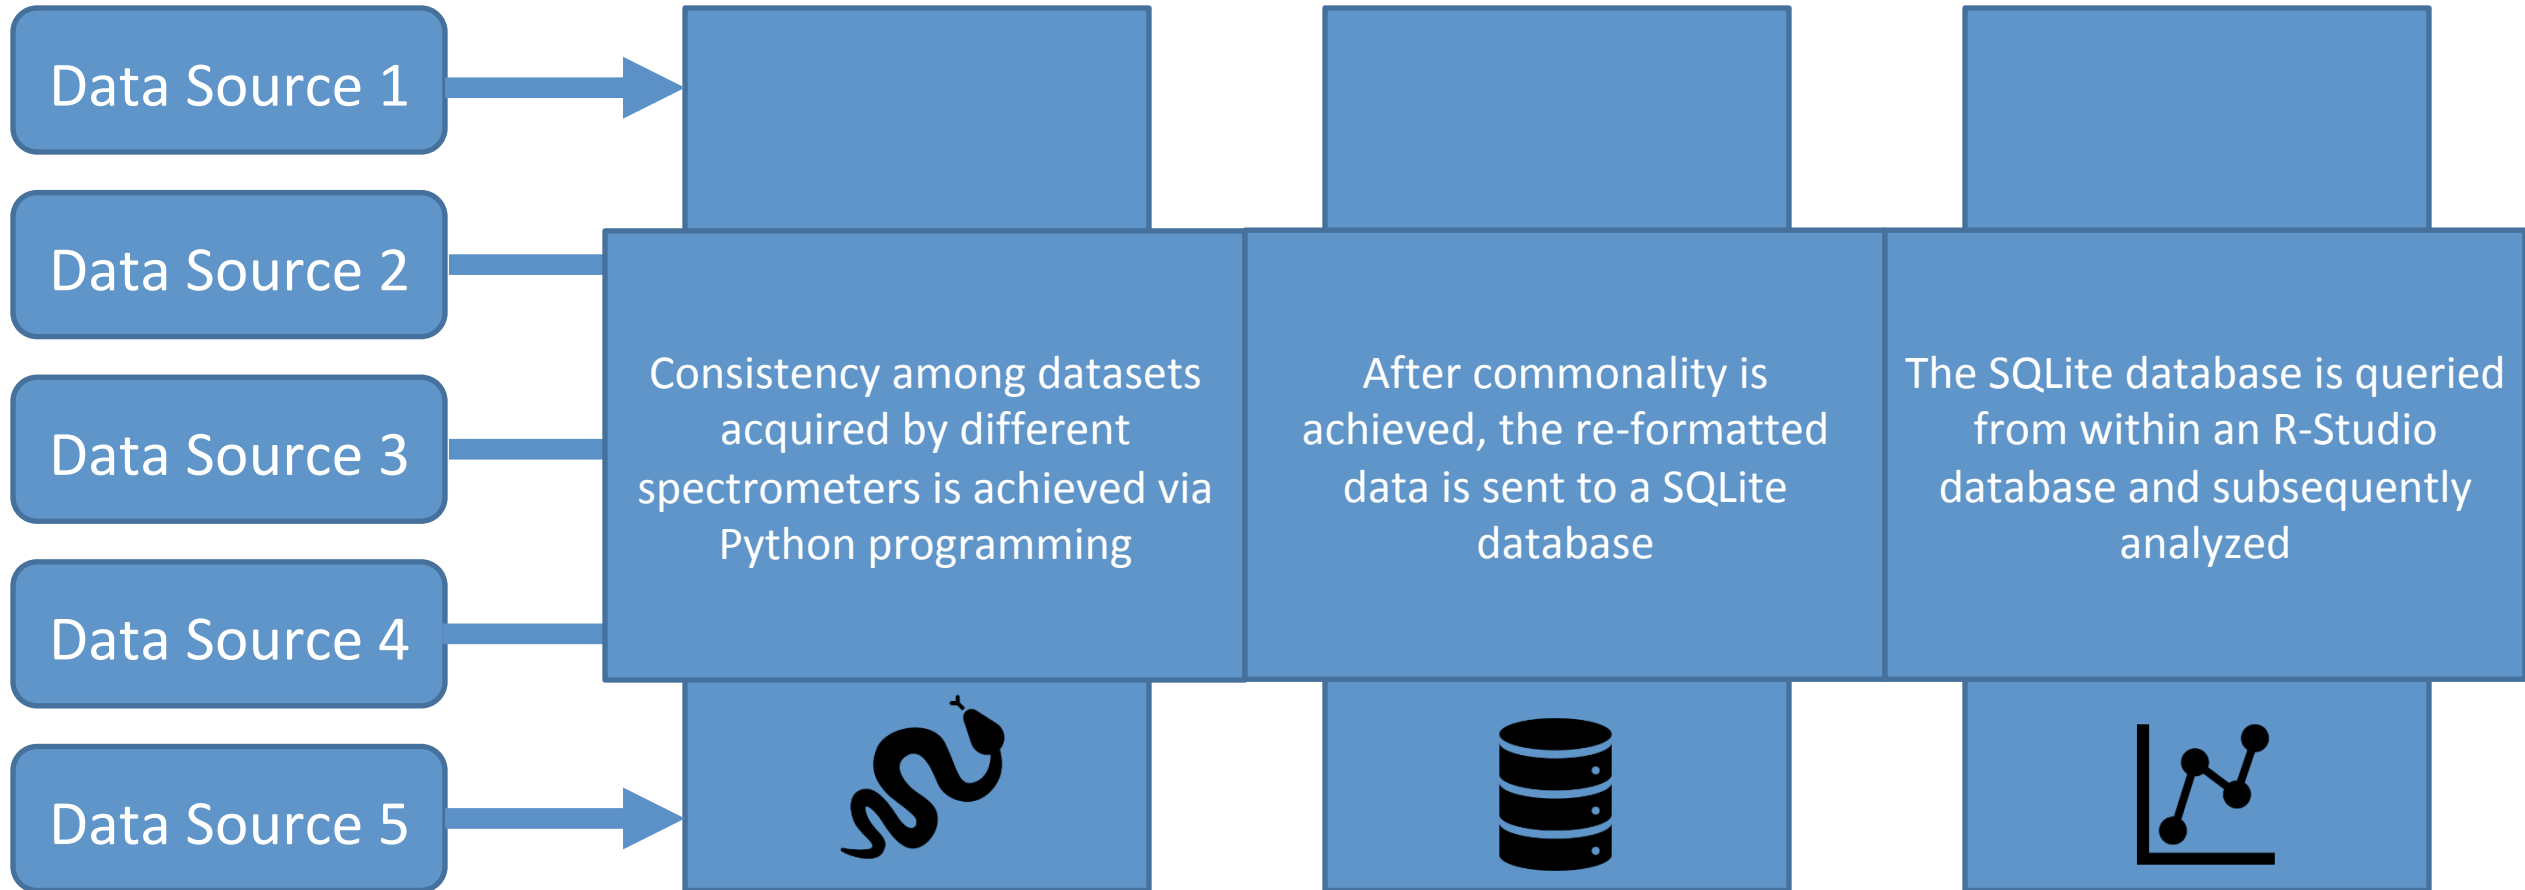 Data Source 1
Data Source 2
Data Source 3
Data Source 4
Data Source 5
Consistency among datasets
acquired by different
spectrometers is achieved via
Python programming
After commonality is
achieved, the re-formatted
data is sent to a SQLite
database
The SQLite database is queried
from within an R-Studio
database and subsequently
analyzed